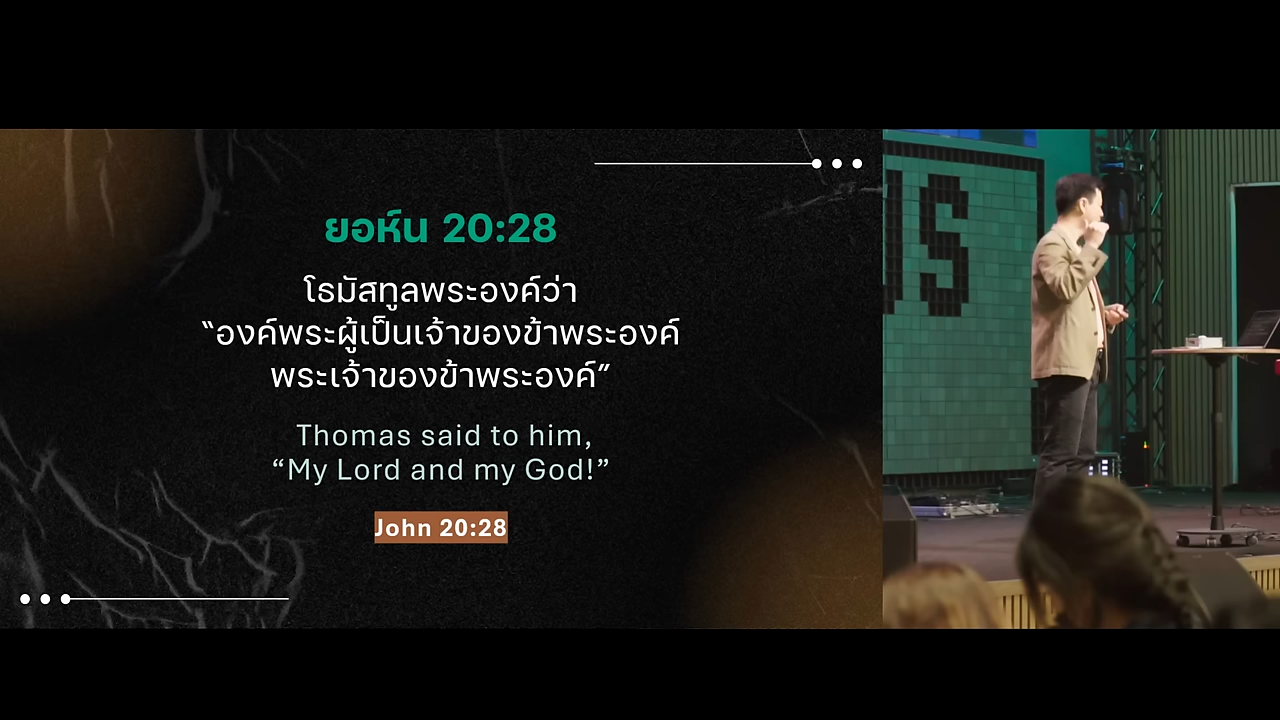 ยอห์น 20:28
โธมัสทูลพระองค์ว่า
“องค์พระผู้เป็นเจ้าของข้าพระองค์
พระเจ้าของข้าพระองค์”
Thomas said to him,
“My Lord and my God!”
John 20:28